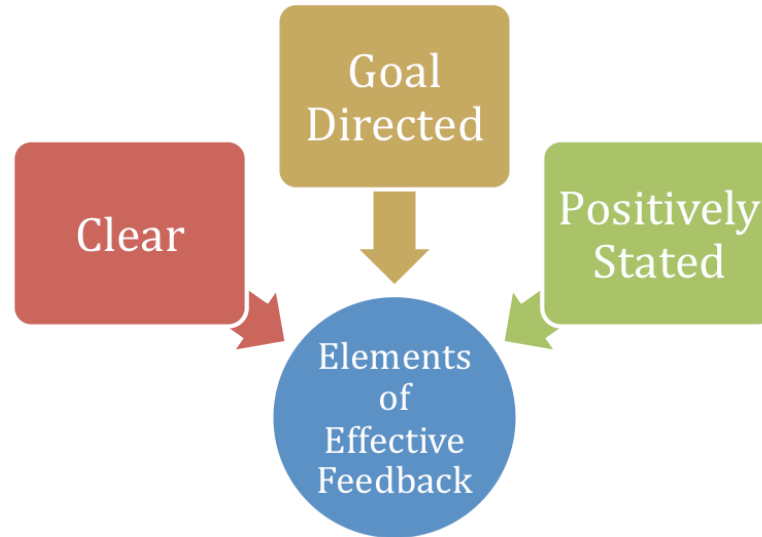 Goal
Directed
Clear
Positively
Stated
Elements
of
Effective
Feedback